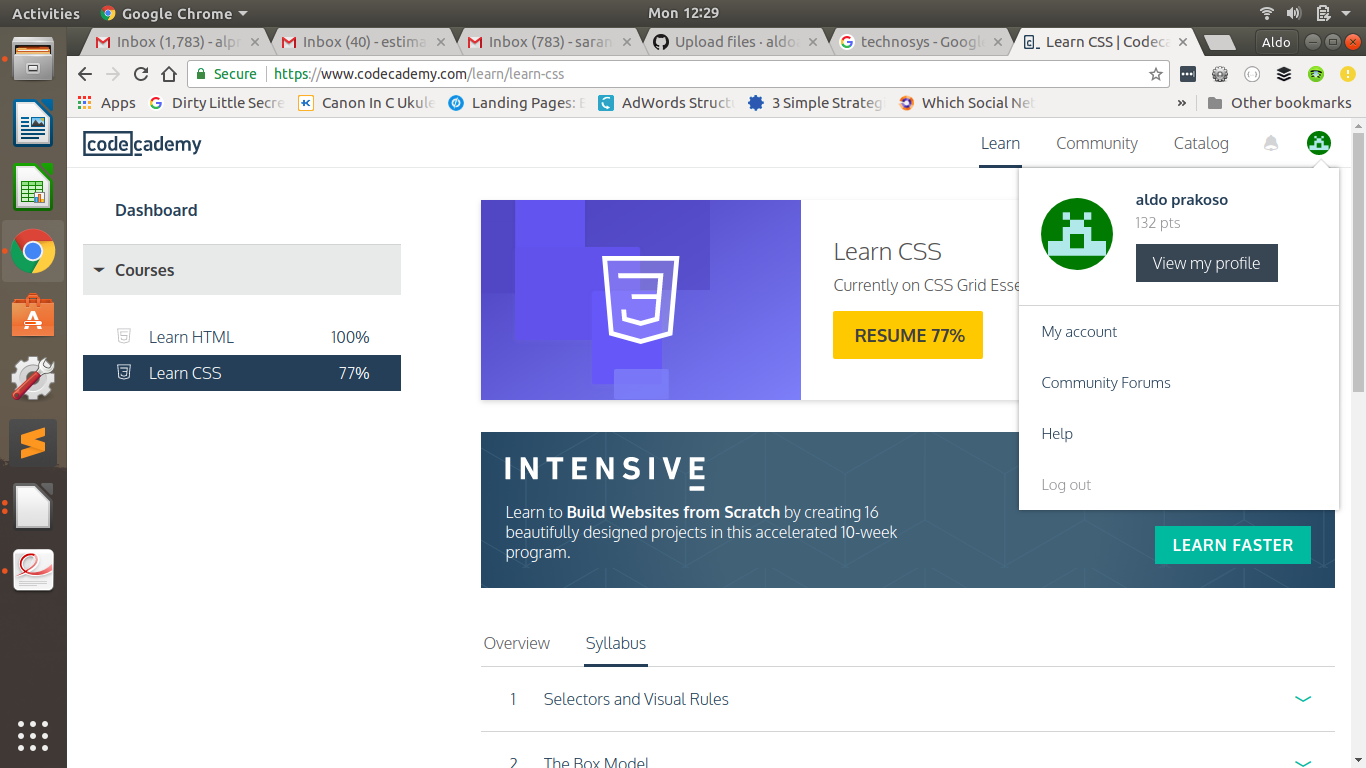 Activities Google Chrome Mon 12:29
Inbox (1,783) - alpr Inbox (40) - estima Inbox (783) - saran Upload files - aldo technosys - Google Learn CSS | Codeca Aldo
Secure https://www.codecademy.com/learn/learn-css
Apps Dirty Little Secre Canon In C Ukule Landing Pages: E AdWords Structu 3 Simple Strateg Which Social Net » Other bookmarks
codecademy Learn Community Catalog
Dashboard
Courses
Learn HTML 100%
Learn CSS 77%
Learn CSS
Currently on CSS Grid Esse
RESUME 77%
aldo prakoso
132 pts
View my profile
My account
Community Forums
Help
Log out
INTENSIVE
Learn to Build Websites from Scratch by creating 16
beautifully designed projects in this accelerated 10-week
program.
LEARN FASTER
Overview Syllabus
1 Selectors and Visual Rules
2 The Box Model